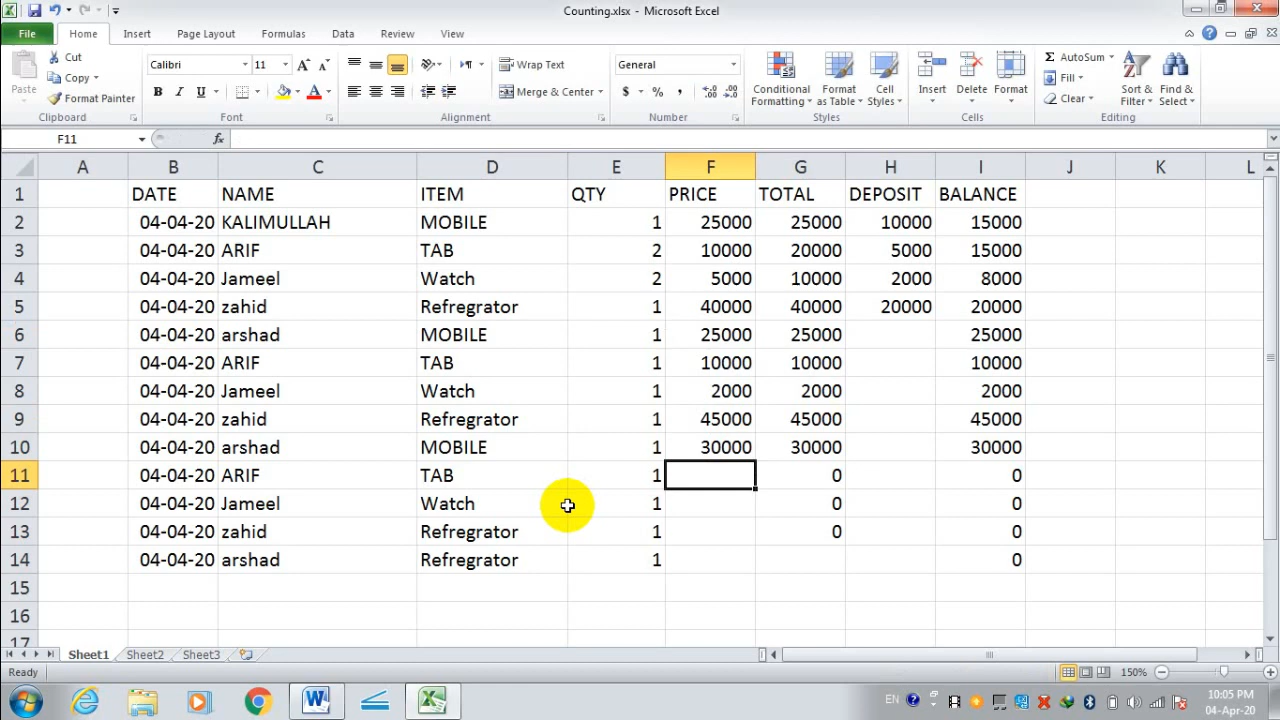 Counting.xlsx - Microsoft Excel
File Home Insert Page Layout Formulas Data Review View
Paste Cut Copy Format Painter Clipboard
Calibri 11 A A B I U A Font
Wrap Text Merge & Center Alignment
General $ % , Number
Conditional Formatting Format as Table Cell Styles Styles
Insert Delete Format Cells
Σ AutoSum Fill Clear Sort & Filter Find & Select Editing
F11 fx
A B C D E F G H I J K L
1 DATE NAME ITEM QTY PRICE TOTAL DEPOSIT BALANCE
2 04-04-20 KALIMULLAH MOBILE 1 25000 25000 10000 15000
3 04-04-20 ARIF TAB 2 10000 20000 5000 15000
4 04-04-20 Jameel Watch 2 5000 10000 2000 8000
5 04-04-20 zahid Refregrator 1 40000 40000 20000 20000
6 04-04-20 arshad MOBILE 1 25000 25000 25000
7 04-04-20 ARIF TAB 1 10000 10000 10000
8 04-04-20 Jameel Watch 1 2000 2000 2000
9 04-04-20 zahid Refregrator 1 45000 45000 45000
10 04-04-20 arshad MOBILE 1 30000 30000 30000
11 04-04-20 ARIF TAB 1 0 0
12 04-04-20 Jameel Watch 1 0 0
13 04-04-20 zahid Refregrator 1 0 0
14 04-04-20 arshad Refregrator 1 0
15
16
17
Sheet1 Sheet2 Sheet3
Ready 150%
EN 10:05 PM
04-Apr-20